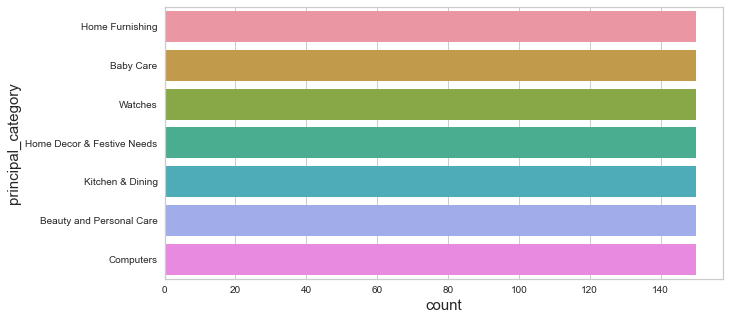 principal_category
Home Furnishing
Baby Care
Watches
Home Decor & Festive Needs
Kitchen & Dining
Beauty and Personal Care
Computers
0 20 40 60 80 100 120 140
count